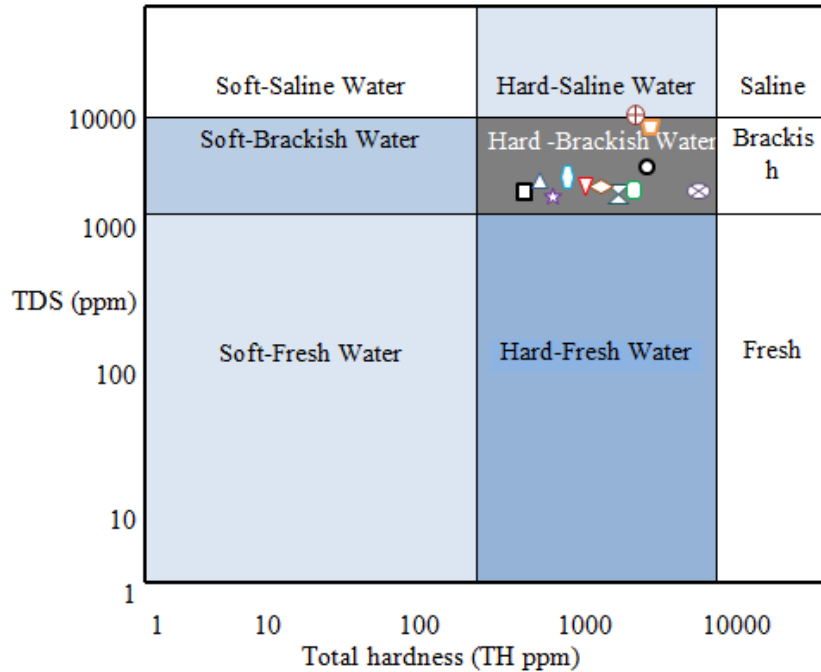 Soft-Saline Water Hard-Saline Water Saline
10000
Soft-Brackish Water Hard -Brackish Water Brackis
h
1000
TDS (ppm)
Soft-Fresh Water Hard-Fresh Water Fresh
100
10
1
1 10 100 1000 10000
Total hardness (TH ppm)